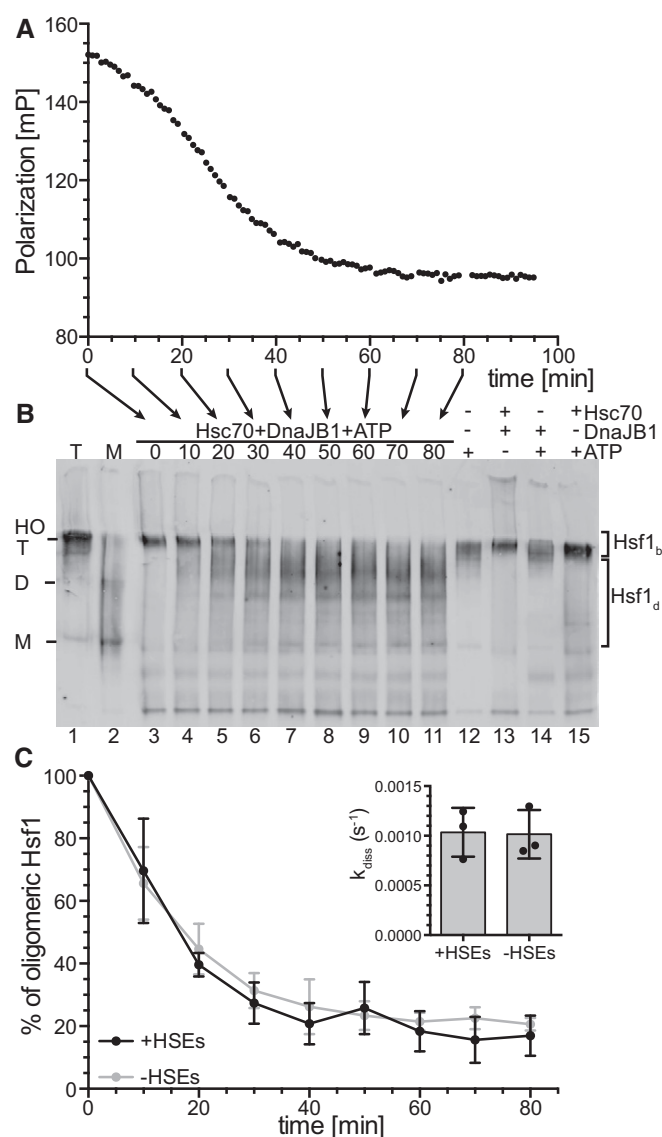 A
160
140
120
100
80
Polarization [mP]
0 20 40 60 80 100
time [min]
B
Hsc70+DnaJB1+ATP
T M 0 10 20 30 40 50 60 70 80
- + - + Hsc70
- + + - DnaJB1
+ - + + ATP
HO
T
D
M
Hsf1b
Hsf1d
1 2 3 4 5 6 7 8 9 10 11 12 13 14 15
C
100
80
60
40
20
0
% of oligomeric Hsf1
+HSEs
-HSEs
0 20 40 60 80
time [min]
0.0015
0.0010
0.0005
0.0000
kdiss (s-1)
+HSEs -HSEs